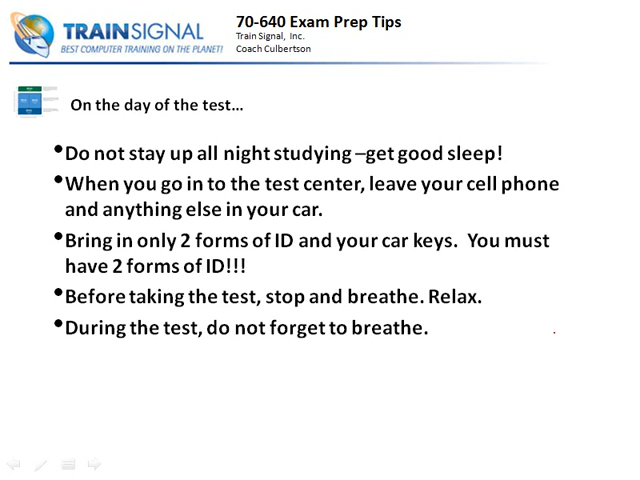 TRAINSIGNAL
BEST COMPUTER TRAINING ON THE PLANET!
70-640 Exam Prep Tips
Train Signal, Inc.
Coach Culbertson
On the day of the test...
•Do not stay up all night studying –get good sleep!
•When you go in to the test center, leave your cell phone
and anything else in your car.
•Bring in only 2 forms of ID and your car keys.  You must
have 2 forms of ID!!!
•Before taking the test, stop and breathe. Relax.
•During the test, do not forget to breathe.